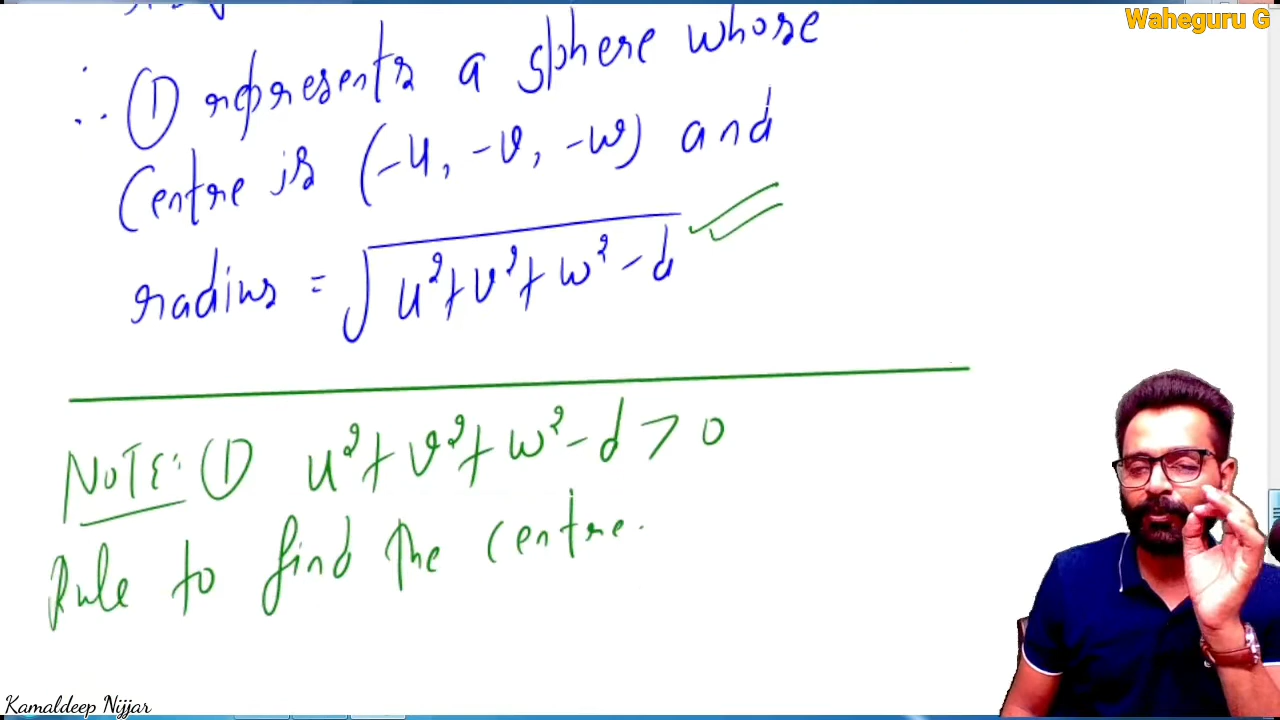 Waheguru G
∴ ① represents a sphere whose
Centre is (-u, -v, -w) and
radius = √u²+v²+w²-d
NOTE: ① u²+v²+w²-d > 0
Rule to find the centre.
Kamaldeep Nijjar